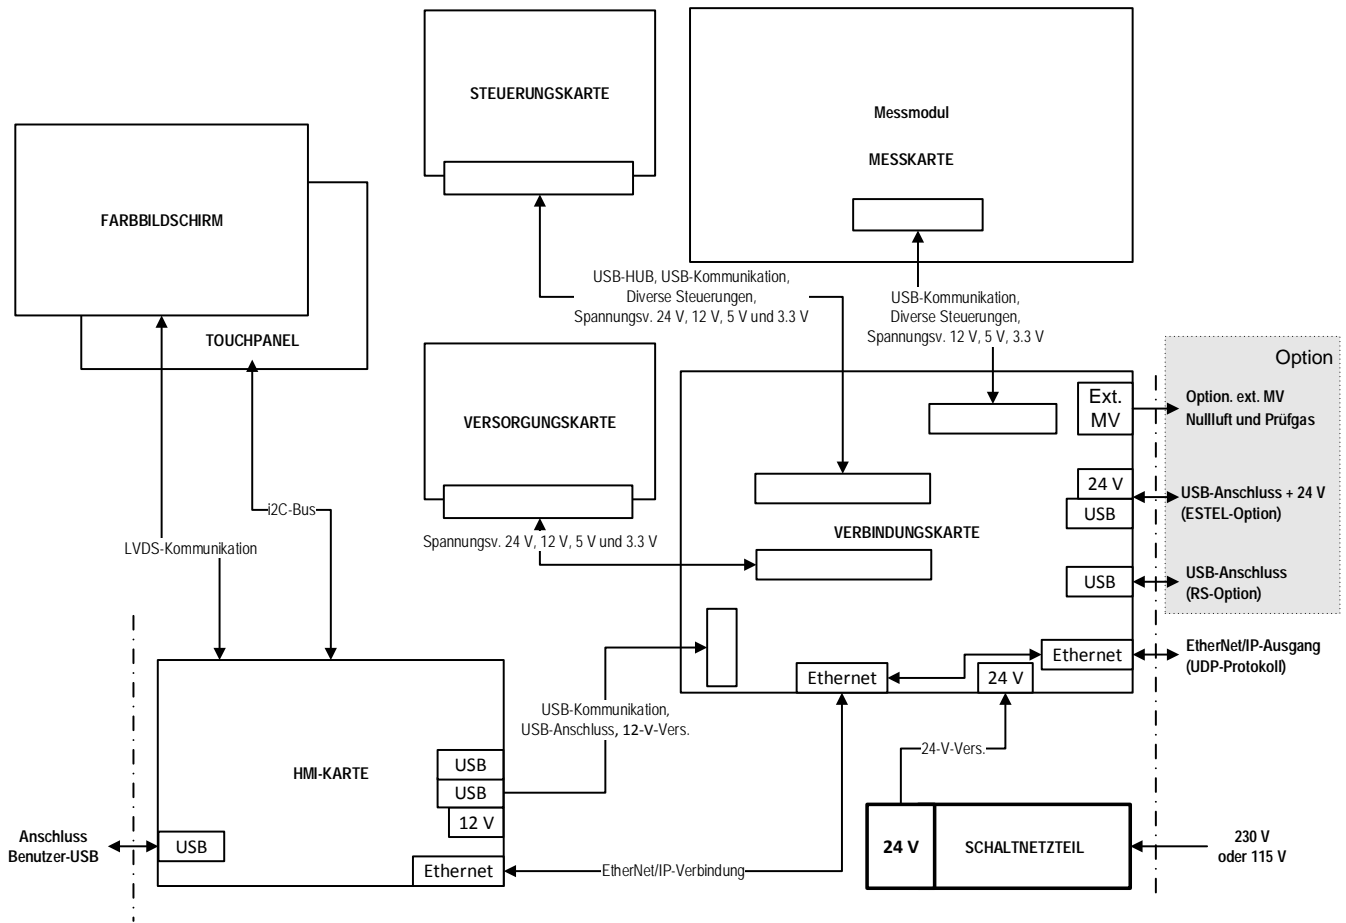 STEUERUNGSKARTE
Messmodul
MESSKARTE
FARBBILDSCHIRM
TOUCHPANEL
USB-HUB, USB-Kommunikation,
Diverse Steuerungen,
Spannungsv. 24 V, 12 V, 5 V und 3.3 V
USB-Kommunikation,
Diverse Steuerungen,
Spannungsv. 12 V, 5 V, 3.3 V
Option
Ext.
MV
Option. ext. MV
Nullluft und Prüfgas
VERSORGUNGSKARTE
24 V
USB
USB-Anschluss + 24 V
(ESTEL-Option)
i2C-Bus
VERBINDUNGSKARTE
Spannungsv. 24 V, 12 V, 5 V und 3.3 V
LVDS-Kommunikation
USB
USB-Anschluss
(RS-Option)
Ethernet
EtherNet/IP-Ausgang
(UDP-Protokoll)
Ethernet
24 V
USB-Kommunikation,
USB-Anschluss, 12-V-Vers.
24-V-Vers.
HMI-KARTE
USB
USB
12 V
Anschluss
Benutzer-USB
USB
24 V
SCHALTNETZTEIL
230 V
oder 115 V
Ethernet
EtherNet/IP-Verbindung